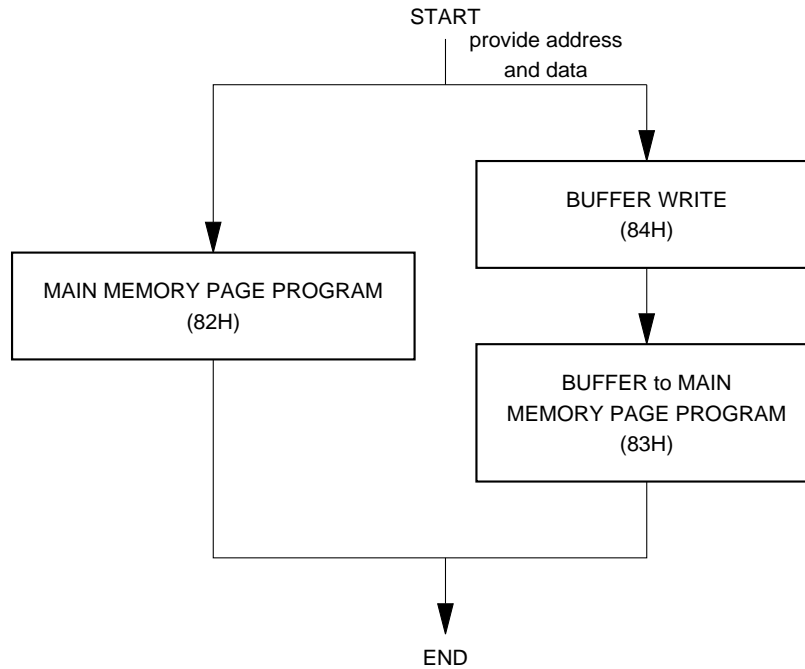 START
provide address
and data
BUFFER WRITE
(84H)
MAIN MEMORY PAGE PROGRAM
(82H)
BUFFER to MAIN
MEMORY PAGE PROGRAM
(83H)
END